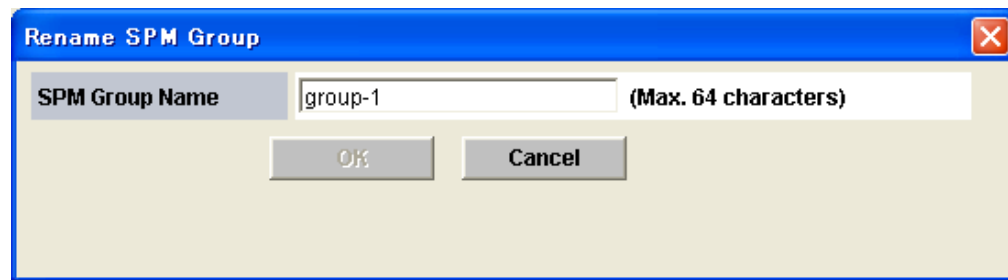 Rename SPM Group
SPM Group Name group-1 (Max. 64 characters)
OK Cancel